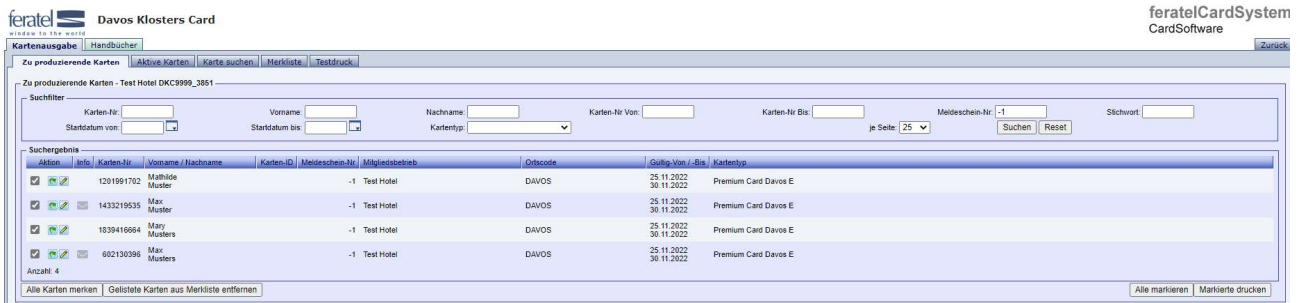 feratel Davos Klosters Card feratelCardSystem
window to the world CardSoftware
Kartenausgabe Handbücher Zurück
Zu produzierende Karten Aktive Karten Karte suchen Merkliste Testdruck
Zu produzierende Karten - Test Hotel DKC9999_3851
Suchfilter
Karten-Nr: Vorname: Nachname: Karten-Nr Von: Karten-Nr Bis: Meldeschein-Nr: -1 Stichwort:
Startdatum von: Startdatum bis: Kartentyp: je Seite: 25 Suchen Reset
Suchergebnis
Aktion Info Karten-Nr Vorname / Nachname Karten-ID Meldeschein-Nr Mitgliedsbetrieb Ortscode Gültig-Von / -Bis Kartentyp
1201991702 Mathilde Muster -1 Test Hotel DAVOS 25.11.2022 30.11.2022 Premium Card Davos E
1433219535 Max Muster -1 Test Hotel DAVOS 25.11.2022 30.11.2022 Premium Card Davos E
1839416664 Mary Musters -1 Test Hotel DAVOS 25.11.2022 30.11.2022 Premium Card Davos E
602130396 Max Musters -1 Test Hotel DAVOS 25.11.2022 30.11.2022 Premium Card Davos E
Anzahl: 4
Alle Karten merken Gelistete Karten aus Merkliste entfernen Alle markieren Markierte drucken